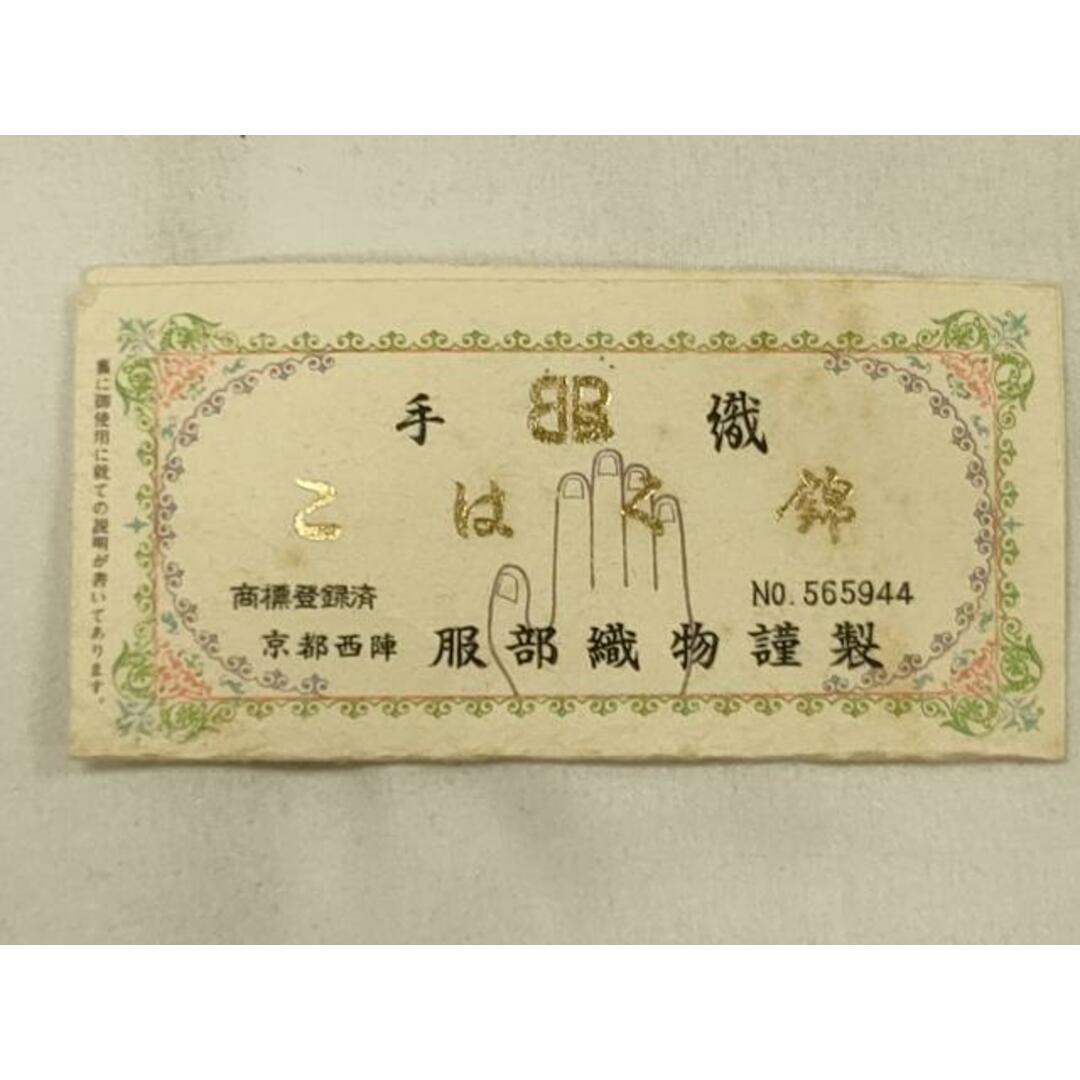 手織
こはく錦
商標登録済
NO. 565944
京都西陣 服部織物謹製
裏に御使用に就ての説明が書いてあります。